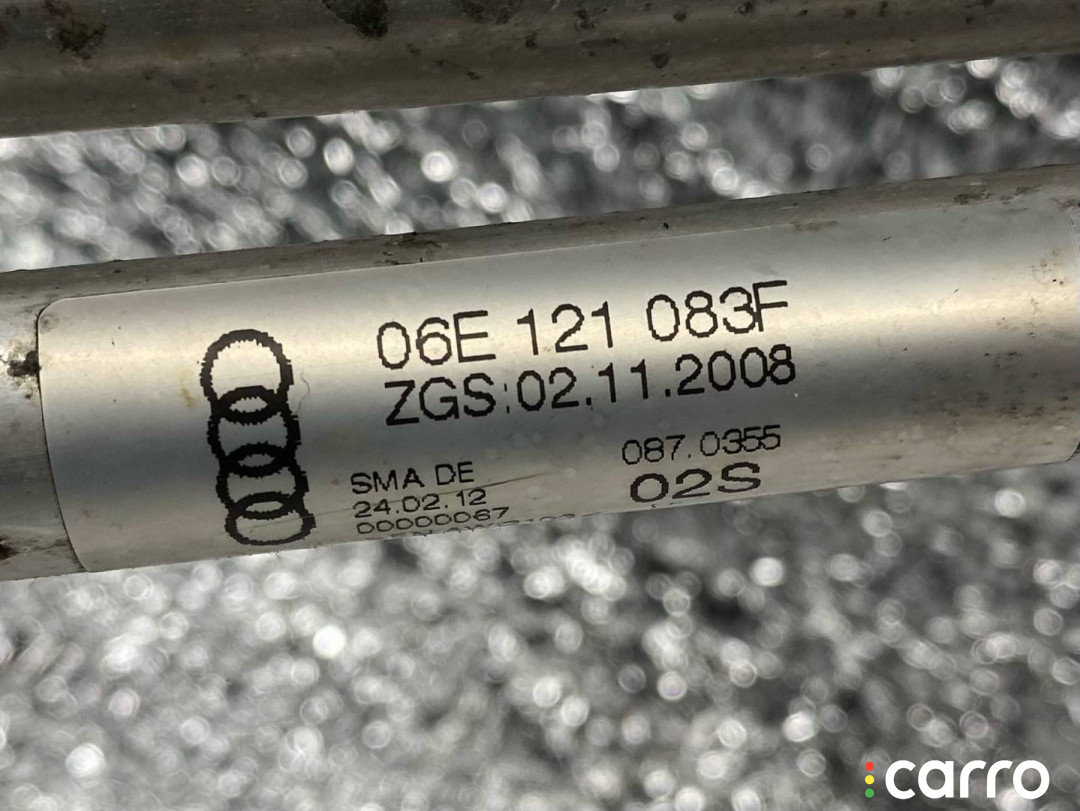 06E 121 083F
ZGS:02.11.2008
087.0355
SMA DE
02S
24.02.12
00000067
carro